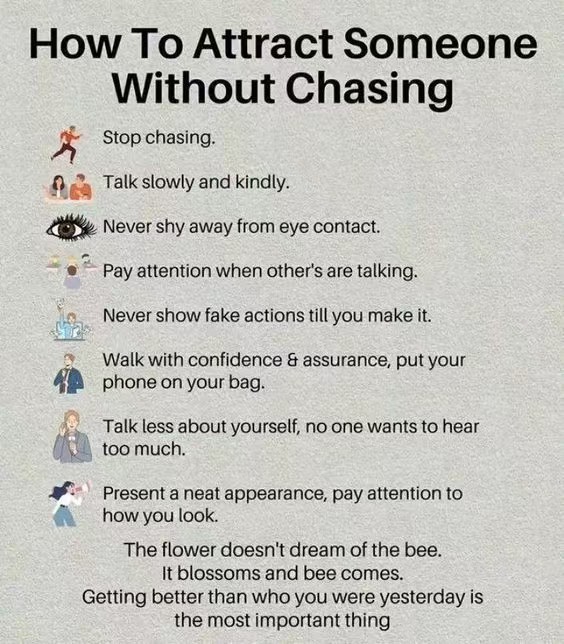 How To Attract Someone
Without Chasing
Stop chasing.
Talk slowly and kindly.
Never shy away from eye contact.
Pay attention when other's are talking.
Never show fake actions till you make it.
Walk with confidence & assurance, put your
phone on your bag.
Talk less about yourself, no one wants to hear
too much.
Present a neat appearance, pay attention to
how you look.
The flower doesn't dream of the bee.
It blossoms and bee comes.
Getting better than who you were yesterday is
the most important thing